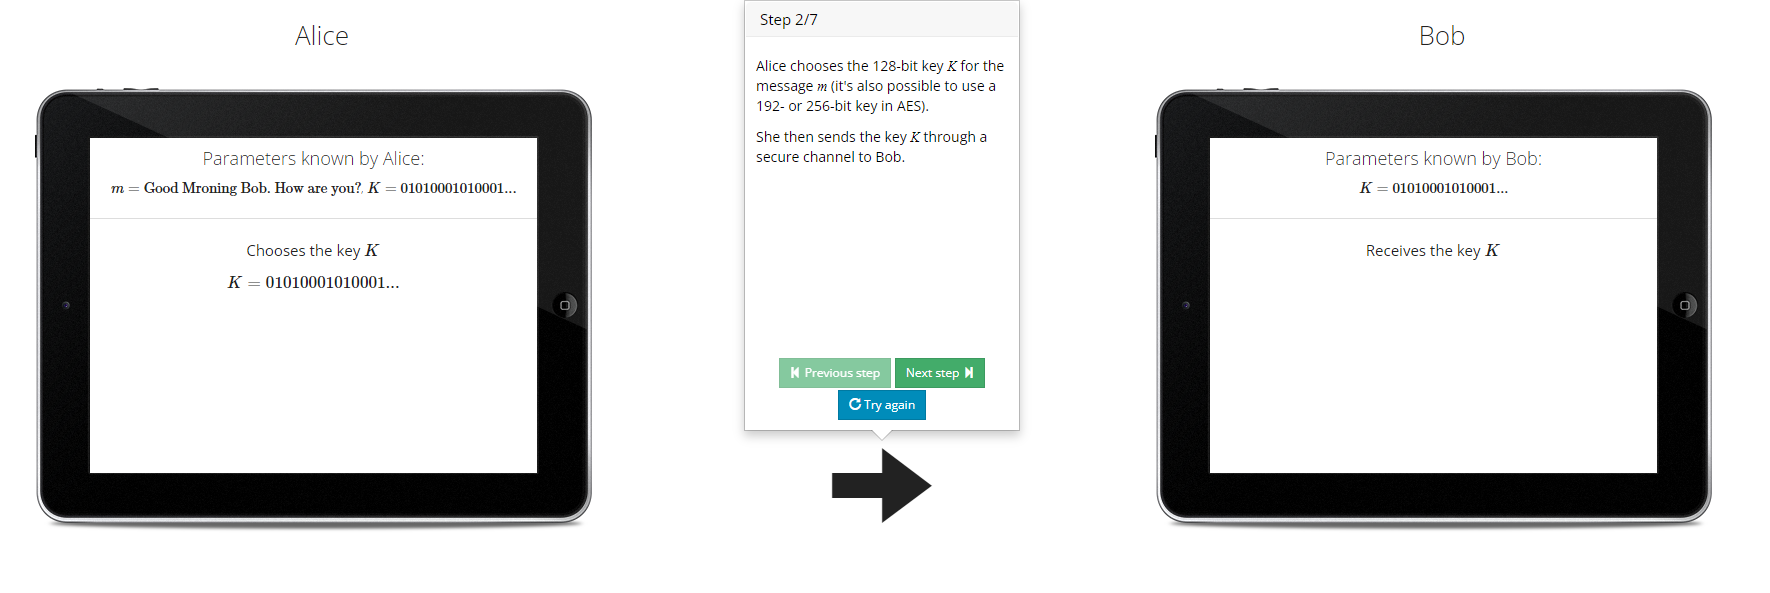 Alice
Parameters known by Alice:
m = Good Mroning Bob. How are you?, K = 01010001010001...
Chooses the key K
K = 01010001010001...
Step 2/7
Alice chooses the 128-bit key K for the
message m (it's also possible to use a
192- or 256-bit key in AES).
She then sends the key K through a
secure channel to Bob.
Previous step
Next step
Try again
Bob
Parameters known by Bob:
K = 01010001010001...
Receives the key K